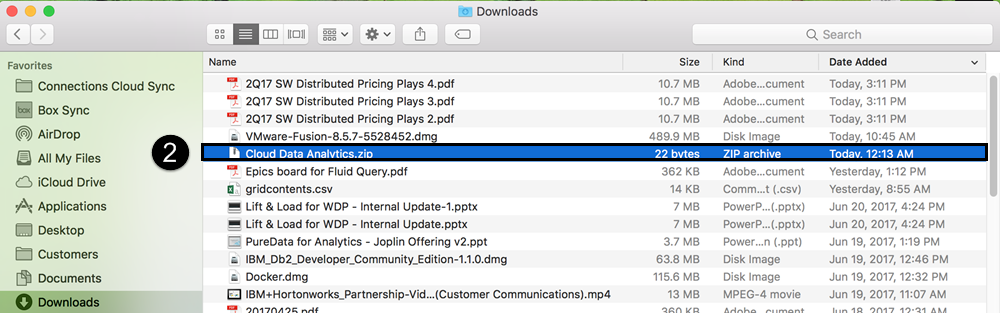 Downloads
Search
Favorites
Connections Cloud Sync
Box Sync
AirDrop
All My Files
iCloud Drive
Applications
Desktop
Customers
Documents
Downloads
2
Name Size Kind Date Added
2Q17 SW Distributed Pricing Plays 4.pdf 10.7 MB Adobe...cument Today, 3:11 PM
2Q17 SW Distributed Pricing Plays 3.pdf 10.7 MB Adobe...cument Today, 3:11 PM
2Q17 SW Distributed Pricing Plays 2.pdf 10.7 MB Adobe...cument Today, 3:11 PM
VMware-Fusion-8.5.7-5528452.dmg 489.9 MB Disk Image Today, 10:45 AM
Cloud Data Analytics.zip 22 bytes ZIP archive Today, 12:13 AM
Epics board for Fluid Query.pdf 362 KB Adobe...cument Yesterday, 1:12 PM
gridcontents.csv 14 KB Comm...t (.csv) Yesterday, 8:55 AM
Lift & Load for WDP - Internal Update-1.pptx 7 MB PowerP...(.pptx) Jun 20, 2017, 4:24 PM
Lift & Load for WDP - Internal Update.pptx 7 MB PowerP...(.pptx) Jun 20, 2017, 4:24 PM
PureData for Analytics - Joplin Offering v2.ppt 3.7 MB PowerP...n (.ppt) Jun 19, 2017, 1:19 PM
IBM_Db2_Developer_Community_Edition-1.1.0.dmg 63.8 MB Disk Image Jun 19, 2017, 12:46 PM
Docker.dmg 115.6 MB Disk Image Jun 19, 2017, 12:32 PM
IBM+Hortonworks_Partnership-Vid...(Customer Communications).mp4 13 MB MPEG-4 movie Jun 19, 2017, 11:07 AM
20170425.pdf 360 KB Adobe...cument Jun 18, 2017, 12:31 AM